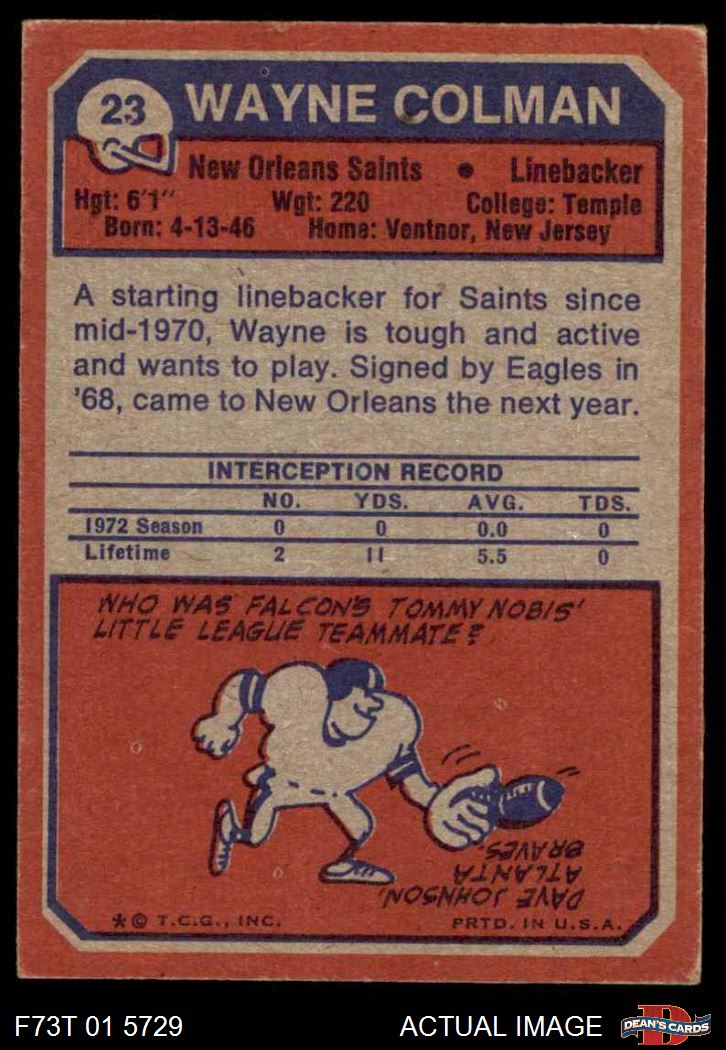 23 WAYNE COLMAN
New Orleans Saints • Linebacker
Hgt: 6'1" Wgt: 220 College: Temple
Born: 4-13-46 Home: Ventnor, New Jersey
A starting linebacker for Saints since
mid-1970, Wayne is tough and active
and wants to play. Signed by Eagles in
'68, came to New Orleans the next year.
INTERCEPTION RECORD
NO. YDS. AVG. TDS.
1972 Season 0 0 0.0 0
Lifetime 2 11 5.5 0
WHO WAS FALCON'S TOMMY NOBIS'
LITTLE LEAGUE TEAMMATE?
DAVE JOHNSON,
ATLANTA
BRAVES.
* © T.C.G., INC. PRTD. IN U.S.A.
F73T 01 5729 ACTUAL IMAGE
D
DEAN'S CARDS